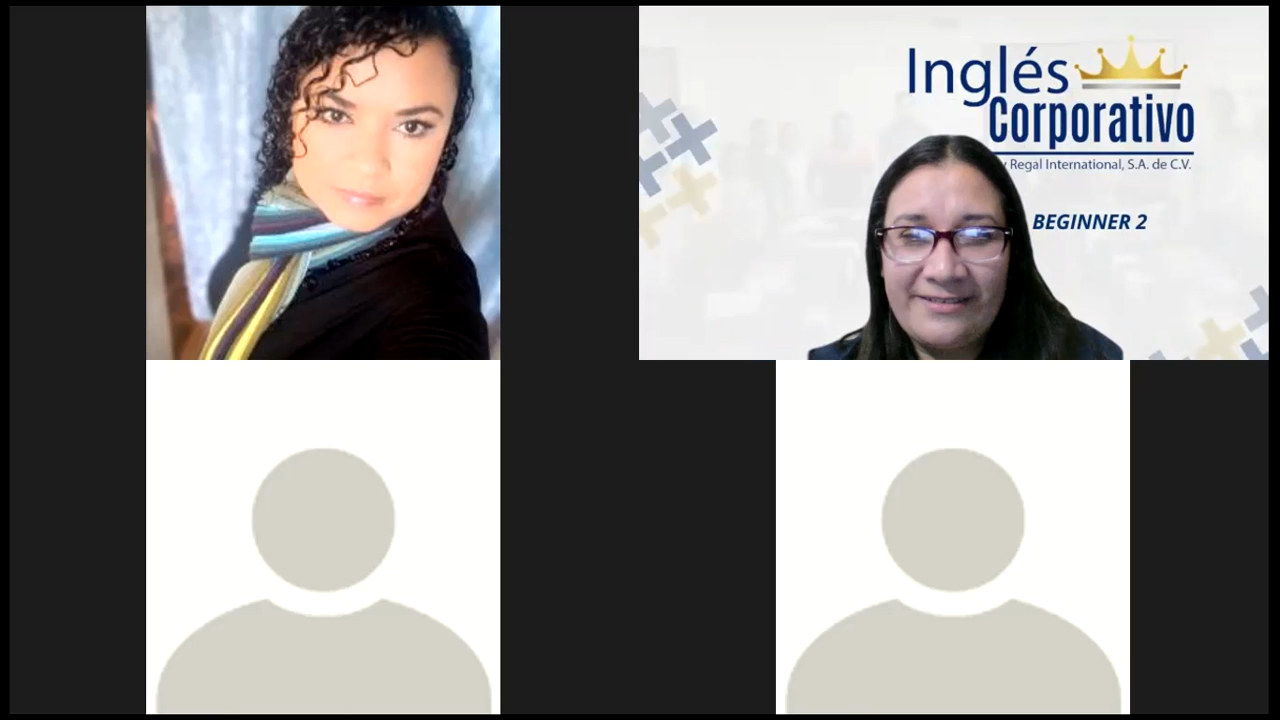 Inglés
Corporativo
y Regal International, S.A. de C.V.
BEGINNER 2